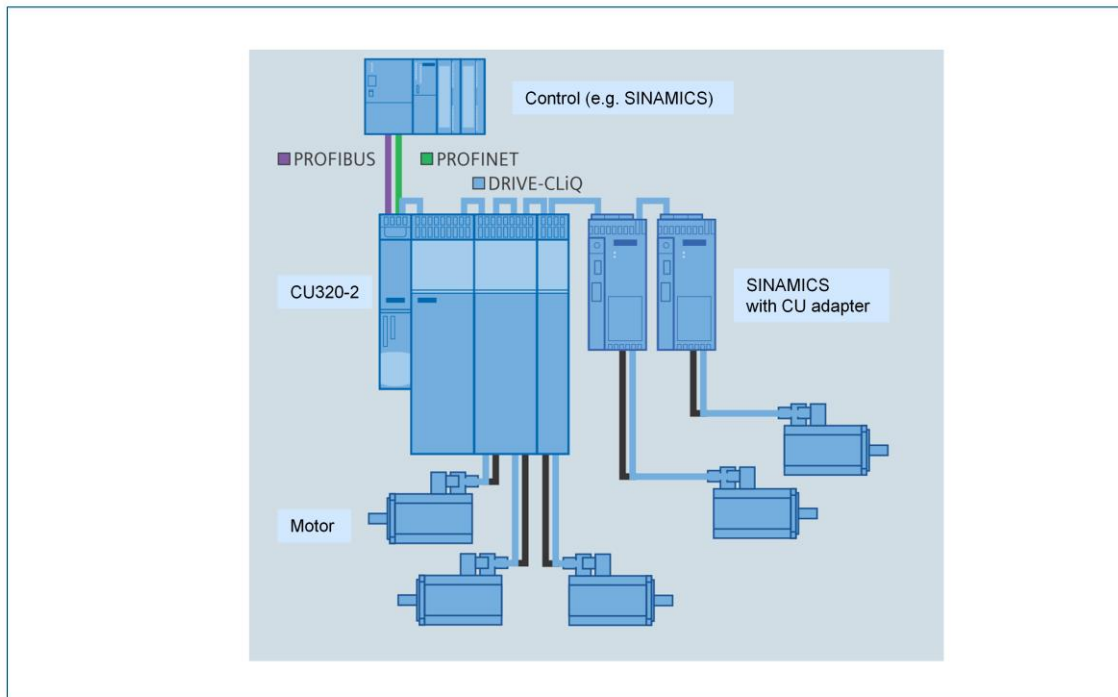 Control (e.g. SINAMICS)
PROFIBUS
PROFINET
DRIVE-CLiQ
CU320-2
SINAMICS
with CU adapter
Motor